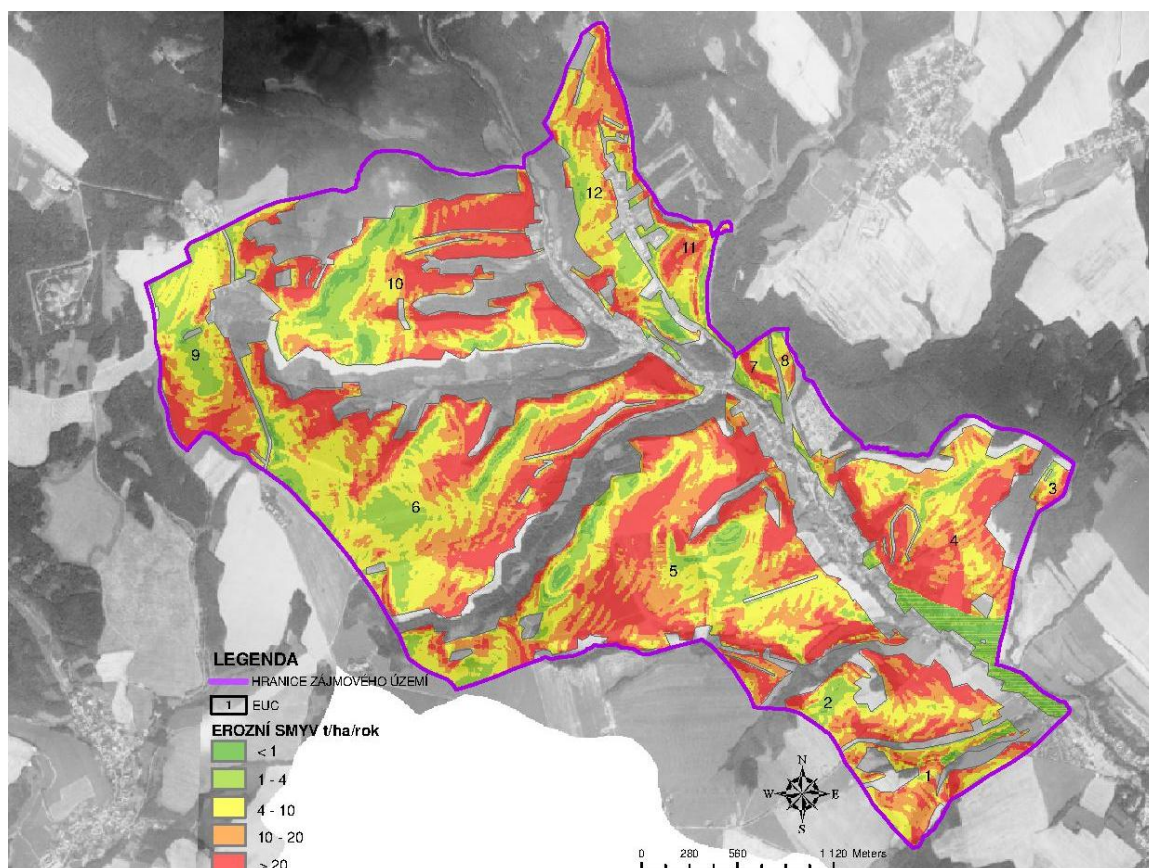 12
11
10
9
7
8
3
6
4
5
2
1
LEGENDA
HRANICE ZÁJMOVÉHO ÚZEMÍ
1 EUC
EROZNÍ SMYV t/ha/rok
< 1
1 - 4
4 - 10
10 - 20
> 20
N
W E
S
0 280 560 1 120 Meters